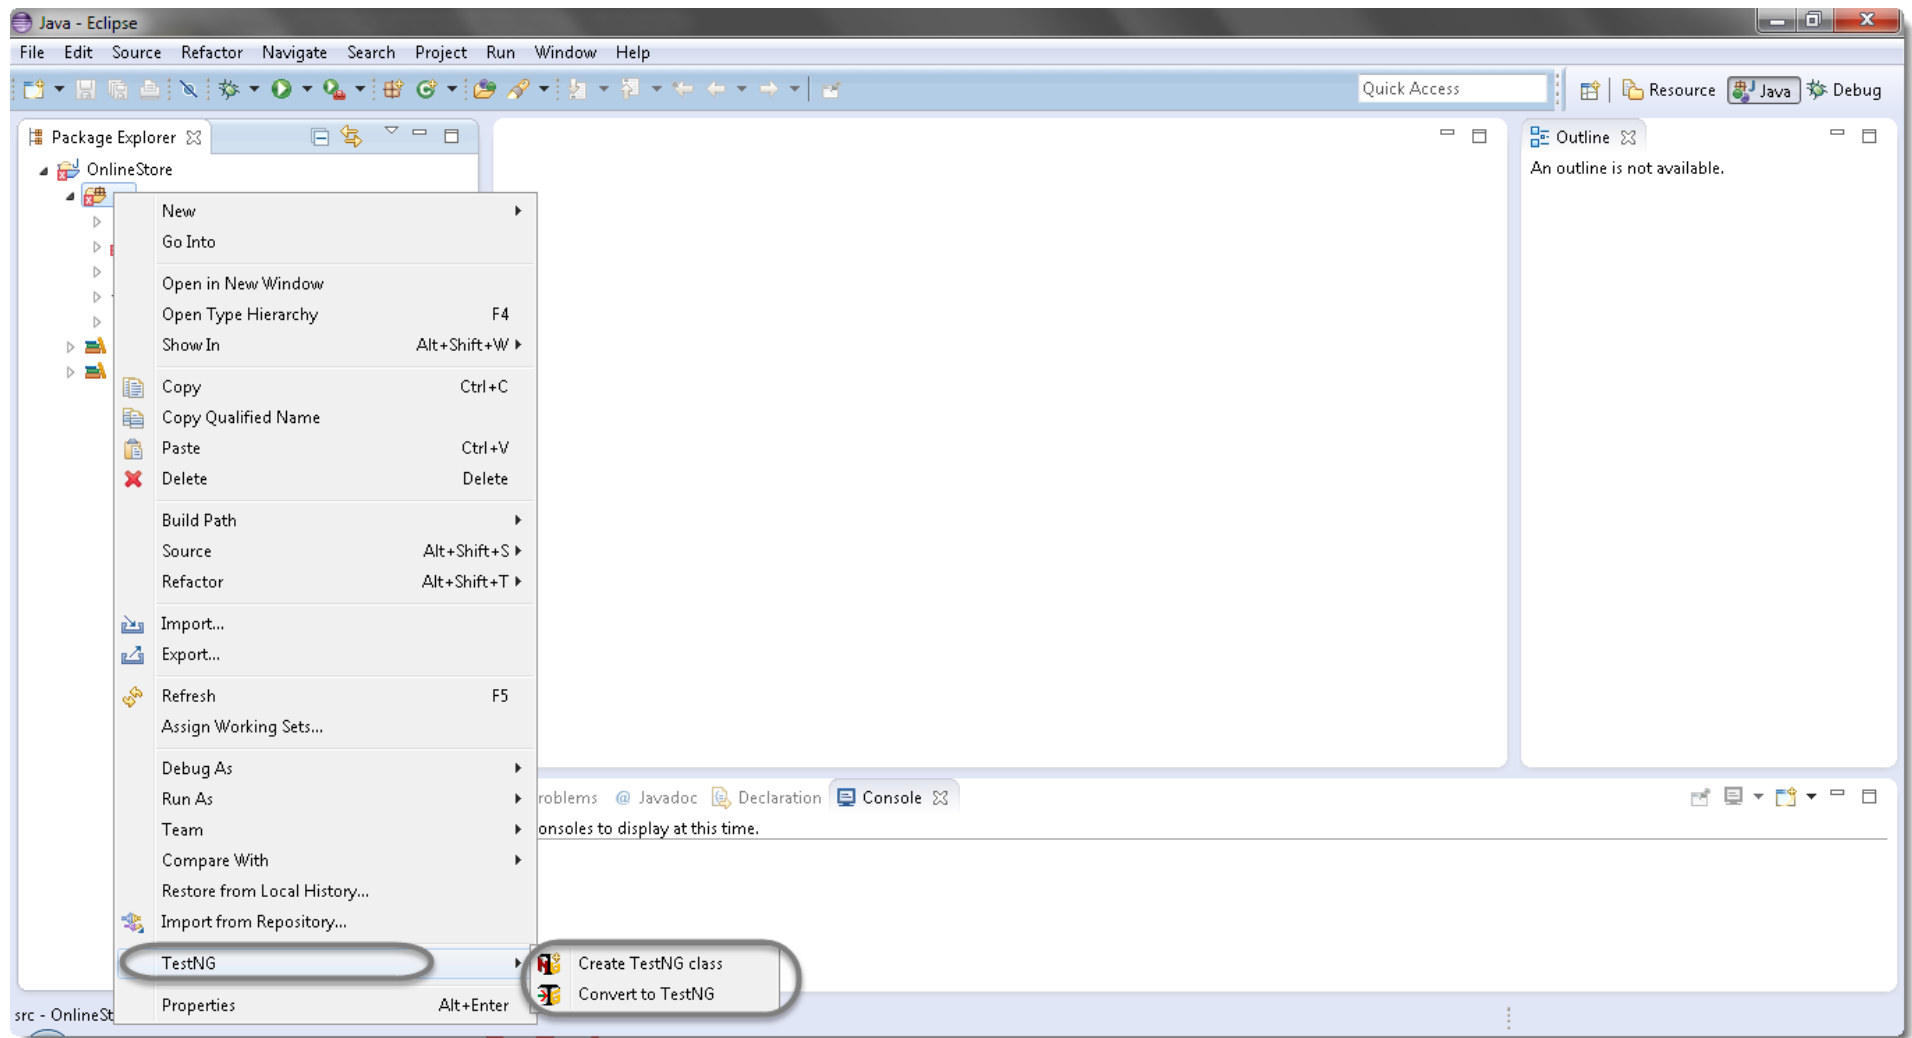 Java - Eclipse
File Edit Source Refactor Navigate Search Project Run Window Help
Quick Access
Resource Java Debug
Package Explorer
Outline
OnlineStore
An outline is not available.
New
Go Into
Open in New Window
Open Type Hierarchy F4
Show In Alt+Shift+W
Copy Ctrl+C
Copy Qualified Name
Paste Ctrl+V
Delete Delete
Build Path
Source Alt+Shift+S
Refactor Alt+Shift+T
Import...
Export...
Refresh F5
Assign Working Sets...
Debug As
Run As
roblems @ Javadoc Declaration Console
Team
onsoles to display at this time.
Compare With
Restore from Local History...
Import from Repository...
TestNG
Create TestNG class
Convert to TestNG
Properties Alt+Enter
src - OnlineSt